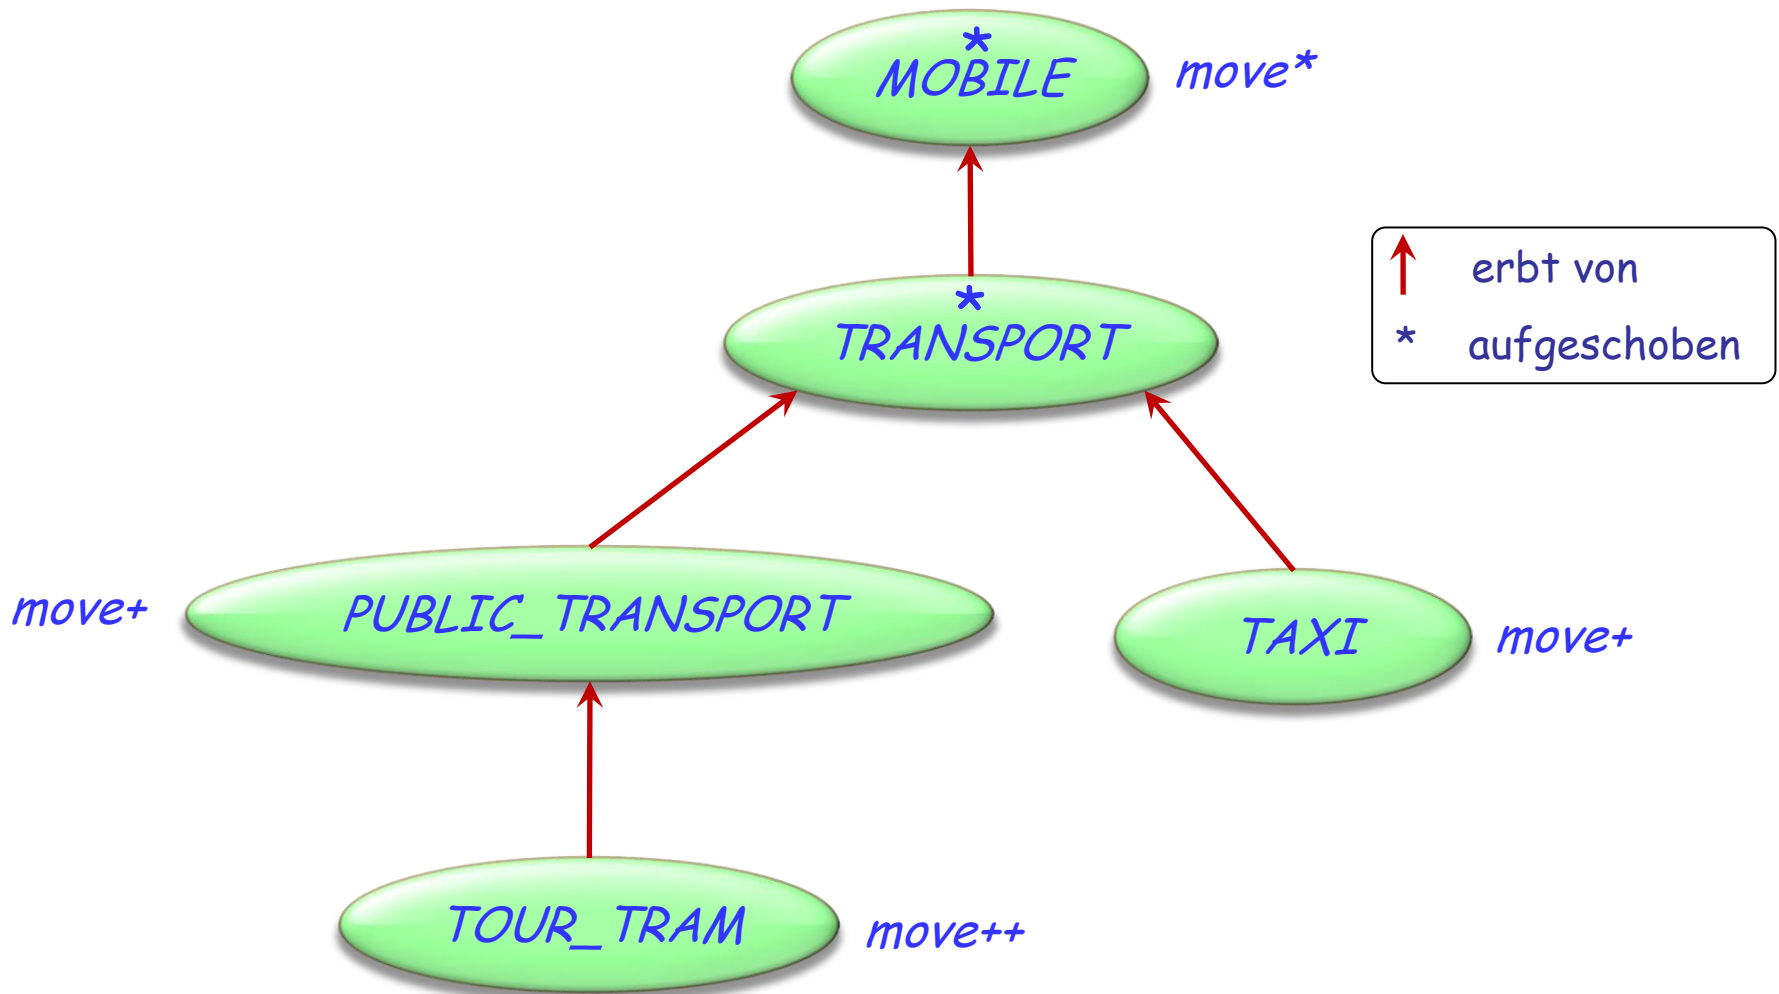 *
MOBILE
move*
erbt von
*
TRANSPORT
* aufgeschoben
move+
PUBLIC_TRANSPORT
TAXI
move+
TOUR_TRAM
move++